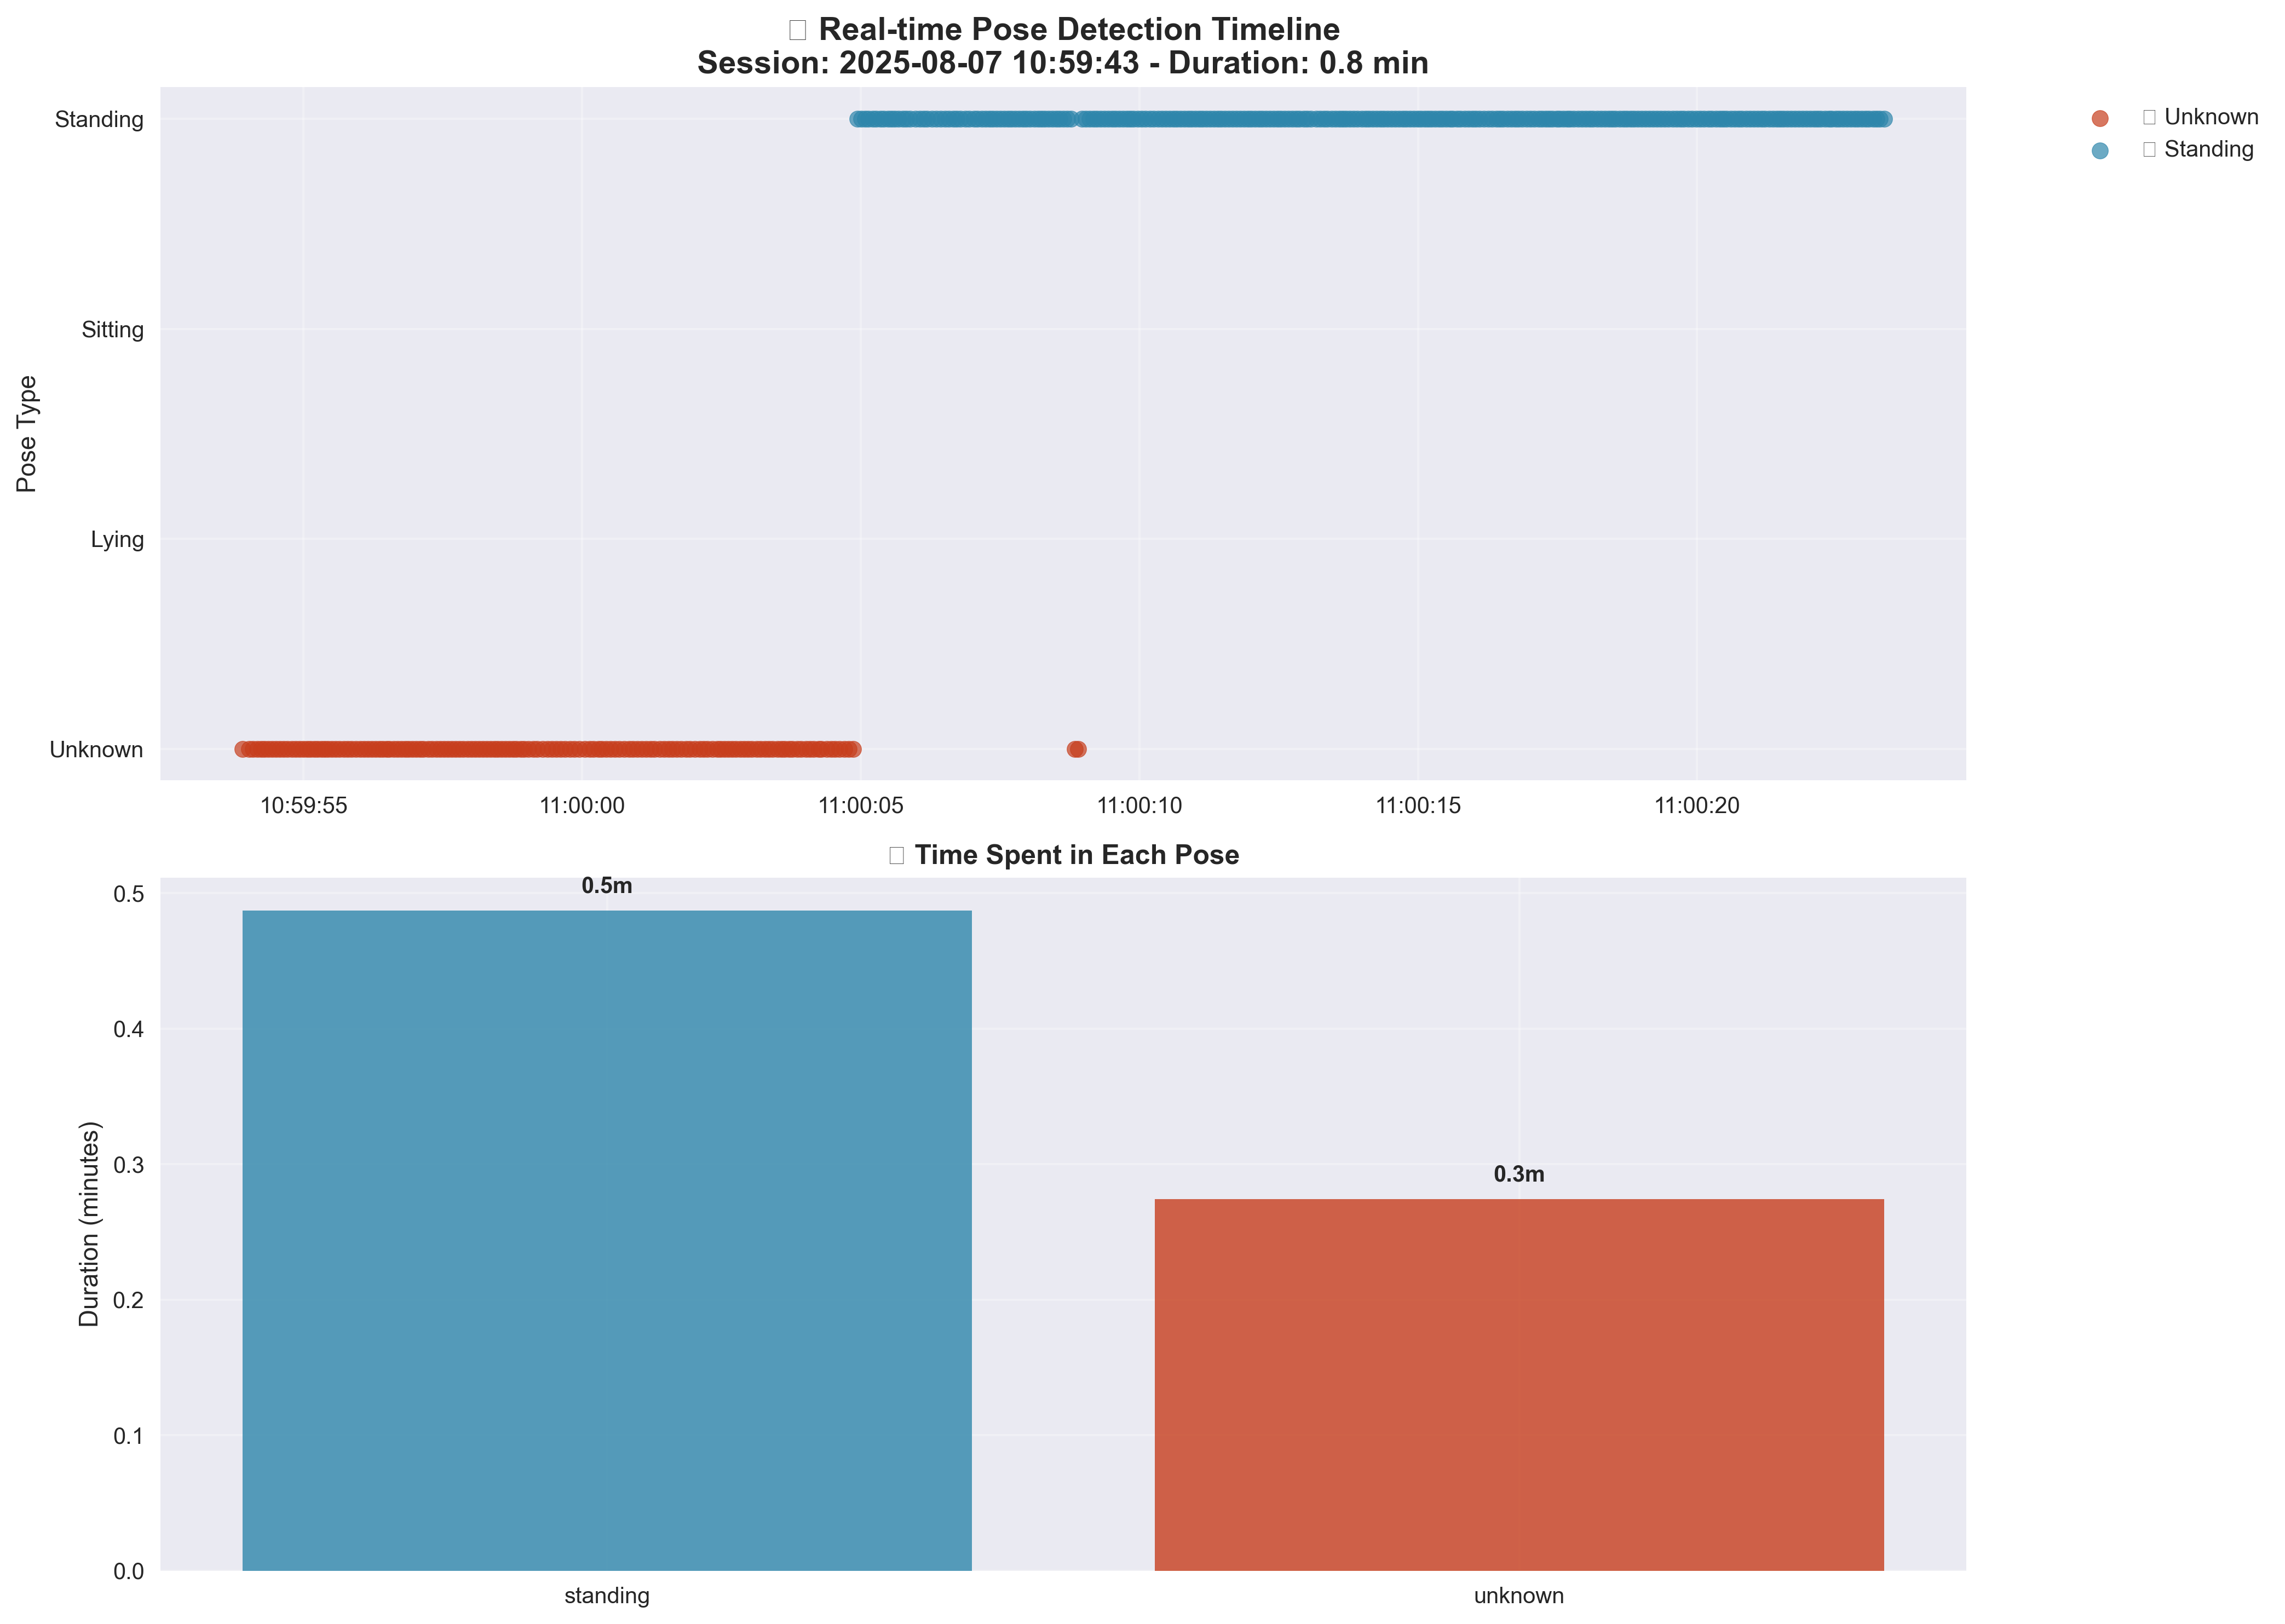 Real-time Pose Detection Timeline
Session: 2025-08-07 10:59:43 - Duration: 0.8 min
Pose Type
Standing
Sitting
Lying
Unknown
10:59:55
11:00:00
11:00:05
11:00:10
11:00:15
11:00:20
Unknown
Standing
Time Spent in Each Pose
Duration (minutes)
0.5
0.4
0.3
0.2
0.1
0.0
0.5m
0.3m
standing
unknown